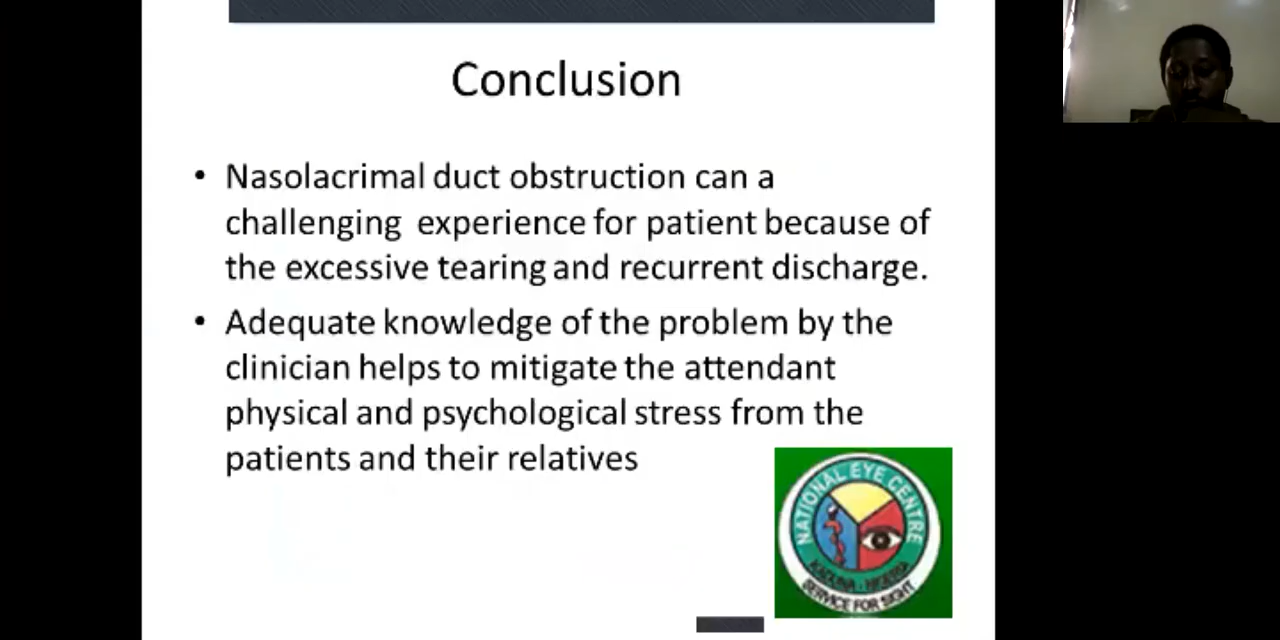 Conclusion
• Nasolacrimal duct obstruction can a
challenging experience for patient because of
the excessive tearing and recurrent discharge.
• Adequate knowledge of the problem by the
clinician helps to mitigate the attendant
physical and psychological stress from the
patients and their relatives
NATIONAL EYE CENTRE
KADUNA - NIGERIA
SERVICE FOR SIGHT